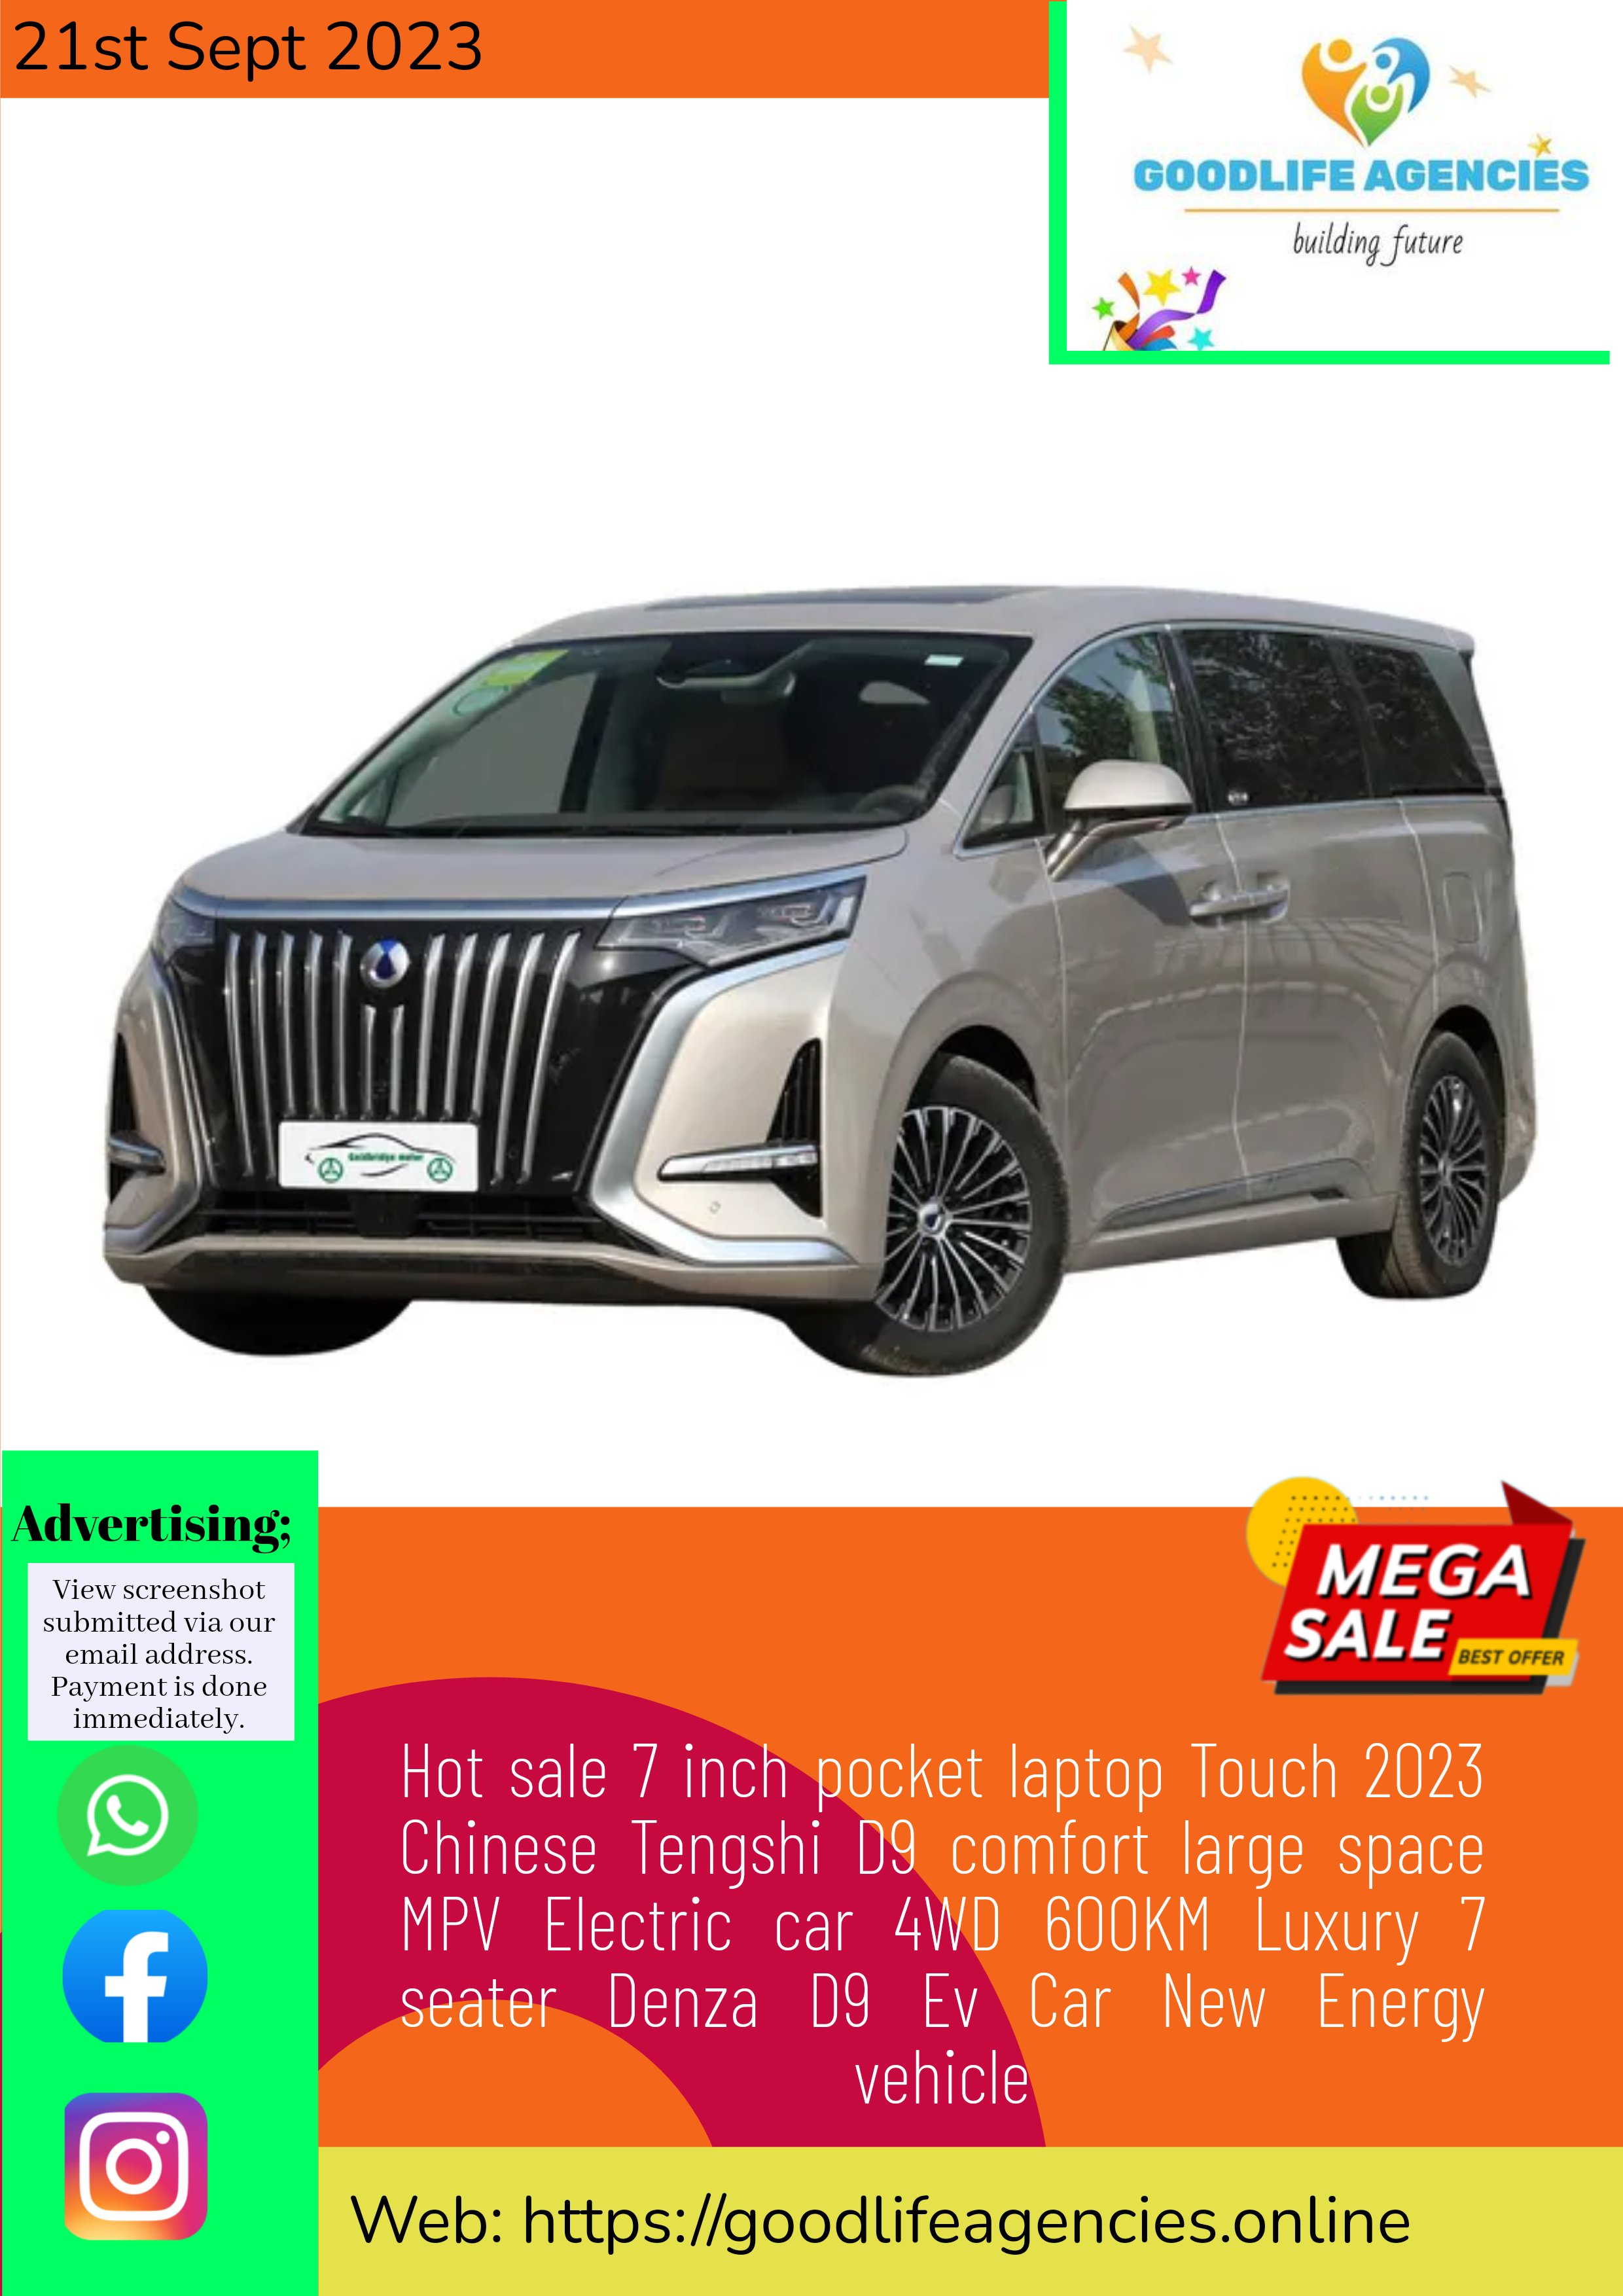 21st Sept 2023
GOODLIFE AGENCIES
building future
Goldbridge motor
Advertising;
View screenshot
submitted via our
email address.
Payment is done
immediately.
MEGA
SALE
BEST OFFER
Hot sale 7 inch pocket laptop Touch 2023
Chinese Tengshi D9 comfort large space
MPV Electric car 4WD 600KM Luxury 7
seater Denza D9 Ev Car New Energy
vehicle
Web: https://goodlifeagencies.online